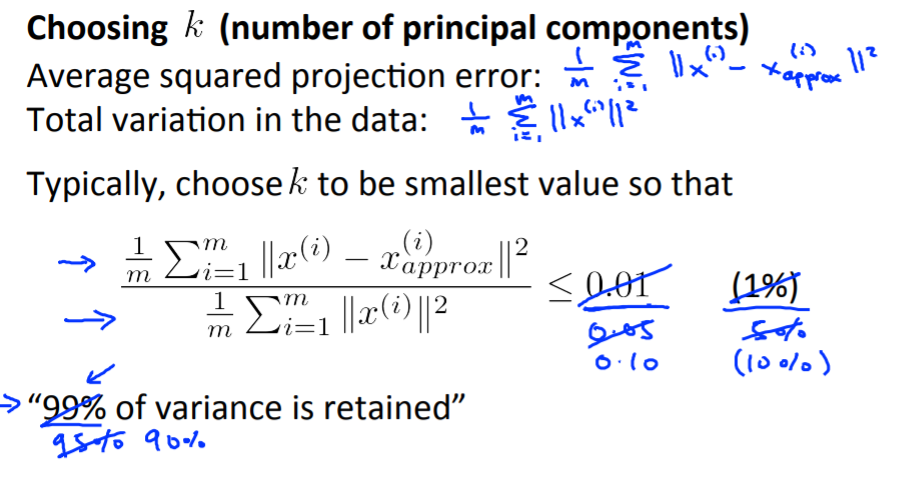 Choosing k (number of principal components)
Average squared projection error: \frac{1}{m} \sum_{i=1}^{m} ||x^{(i)} - x_{approx}^{(i)}||^2
Total variation in the data: \frac{1}{m} \sum_{i=1}^{m} ||x^{(i)}||^2
Typically, choose k to be smallest value so that
→ \frac{1}{m} \sum_{i=1}^{m} ||x^{(i)} - x_{approx}^{(i)}||^2
≤ 0.01 (1%)
→ \frac{1}{m} \sum_{i=1}^{m} ||x^{(i)}||^2
0.05 5%
0.10 (10%)
→ “99% of variance is retained”
95% 90%